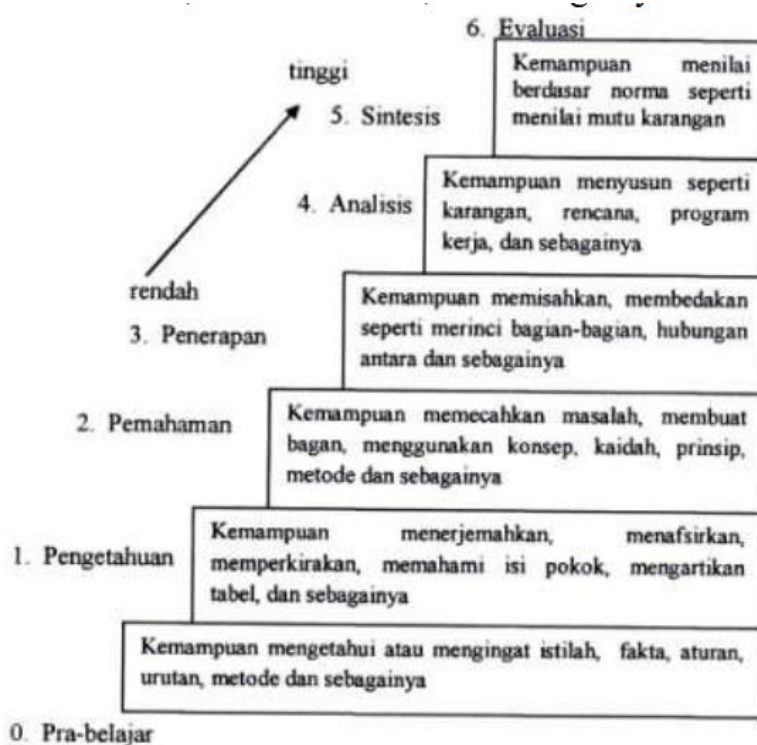 6. Evaluasi
Kemampuan menilai
berdasar norma seperti
menilai mutu karangan
tinggi
5. Sintesis
Kemampuan menyusun seperti
karangan, rencana, program
kerja, dan sebagainya
4. Analisis
rendah
Kemampuan memisahkan, membedakan
seperti merinci bagian-bagian, hubungan
antara dan sebagainya
3. Penerapan
Kemampuan memecahkan masalah, membuat
bagan, menggunakan konsep, kaidah, prinsip,
metode dan sebagainya
2. Pemahaman
Kemampuan menerjemahkan, menafsirkan,
memperkirakan, memahami isi pokok, mengartikan
tabel, dan sebagainya
1. Pengetahuan
Kemampuan mengetahui atau mengingat istilah, fakta, aturan,
urutan, metode dan sebagainya
0. Pra-belajar